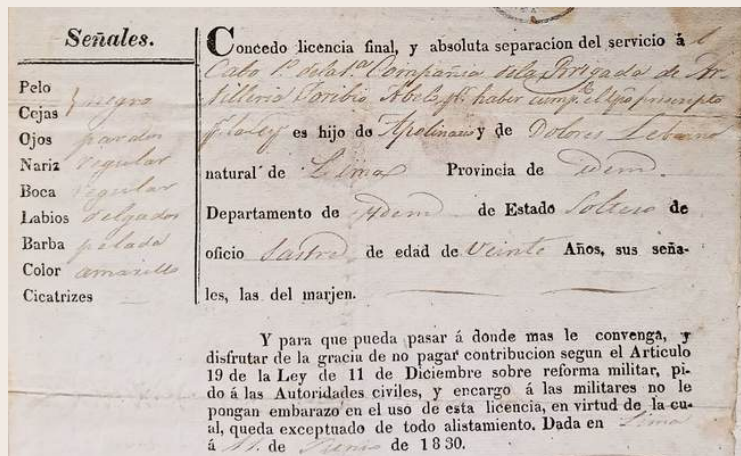 Señales.
Pelo
Cejas } negro
Ojos pardos
Nariz regular
Boca regular
Labios delgados
Barba pelada
Color amarillo
Cicatrizes —
Concedo licencia final, y absoluta separacion del servicio á l
Cabo 1º de la 1ª Compañia de la Brigada de Ar-
tilleria Toribio haber cumpº el tpo prescripto
p. la ley es hijo de Apolinario y de Dolores
natural de Lima Provincia de idem.
Departamento de idem de Estado Soltero de
oficio Sastre de edad de Veinte Años, sus seña-
les, las del marjen.
Y para que pueda pasar á donde mas le convenga, y
disfrutar de la gracia de no pagar contribucion segun el Articulo
19 de la Ley de 11 de Diciembre sobre reforma militar, pi-
do á las Autoridades civiles, y encargo á las militares no le
pongan embarazo en el uso de esta licencia, en virtud de la cu-
al, queda exceptuado de todo alistamiento. Dada en Lima
á 11. de Junio de 1830.